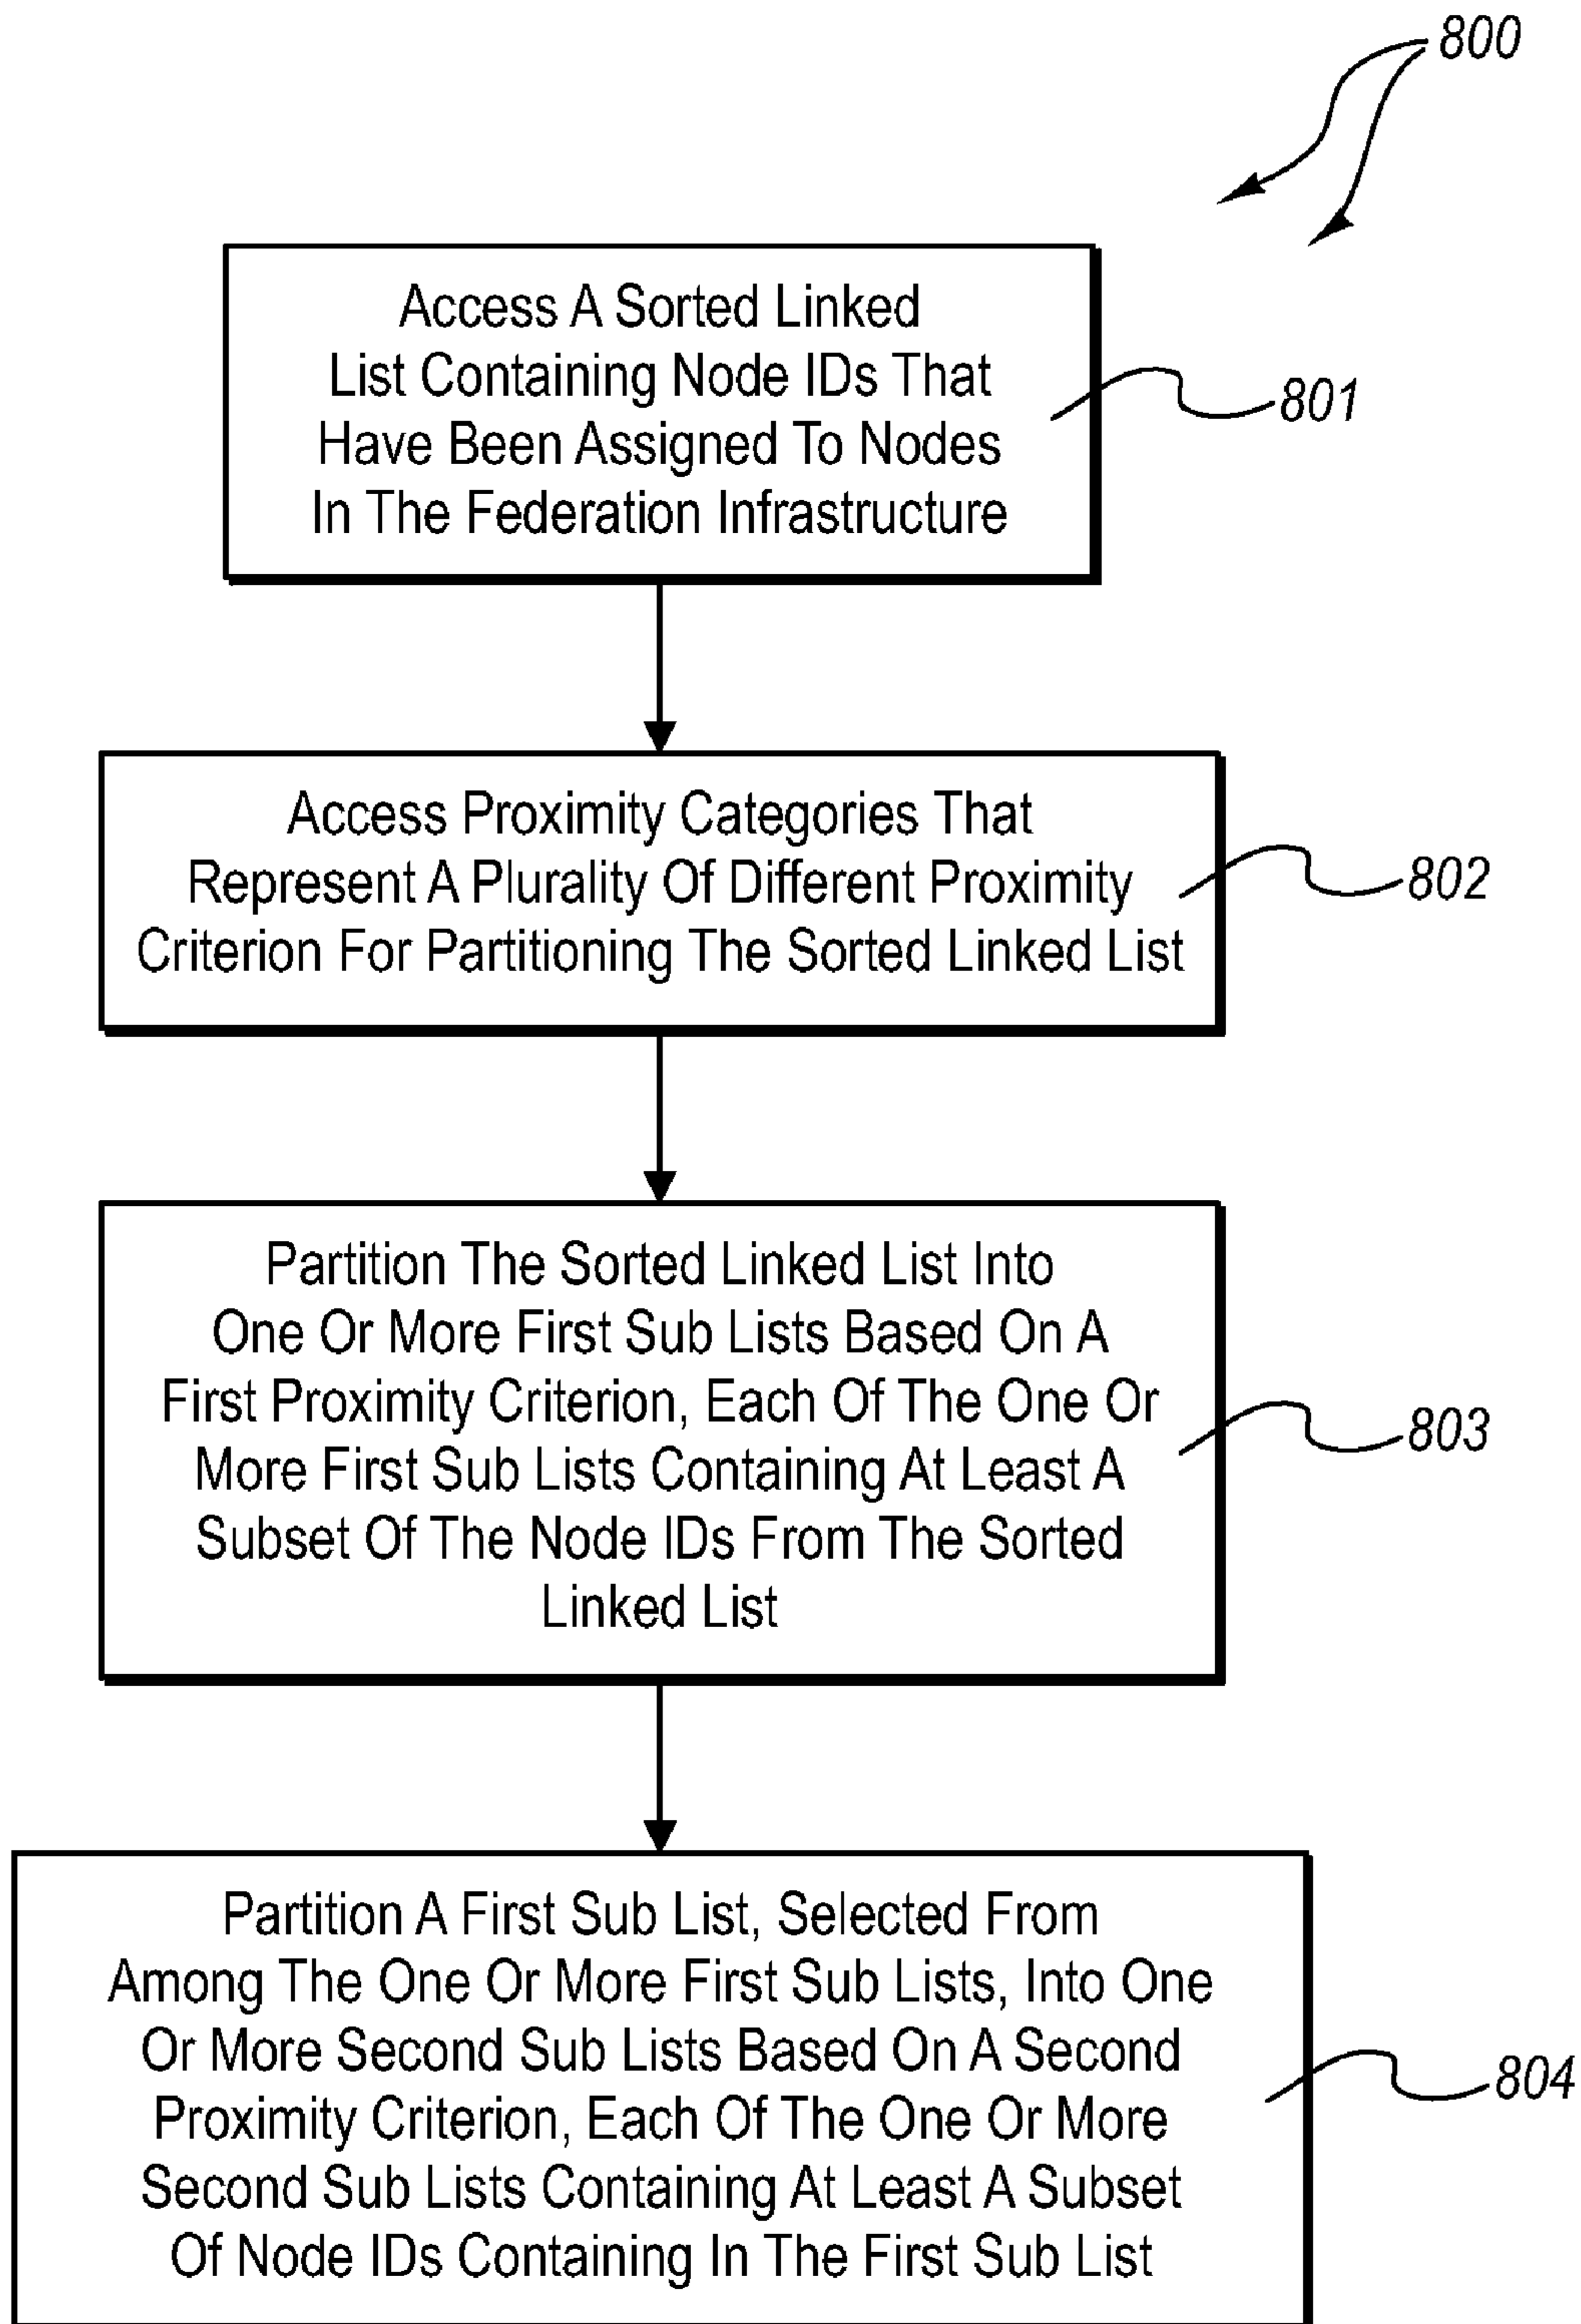 800
Access A Sorted Linked
List Containing Node IDs That
Have Been Assigned To Nodes
In The Federation Infrastructure
801
Access Proximity Categories That
Represent A Plurality Of Different Proximity
Criterion For Partitioning The Sorted Linked List
802
Partition The Sorted Linked List Into
One Or More First Sub Lists Based On A
First Proximity Criterion, Each Of The One Or
More First Sub Lists Containing At Least A
Subset Of The Node IDs From The Sorted
Linked List
803
Partition A First Sub List, Selected From
Among The One Or More First Sub Lists, Into One
Or More Second Sub Lists Based On A Second
Proximity Criterion, Each Of The One Or More
Second Sub Lists Containing At Least A Subset
Of Node IDs Containing In The First Sub List
804